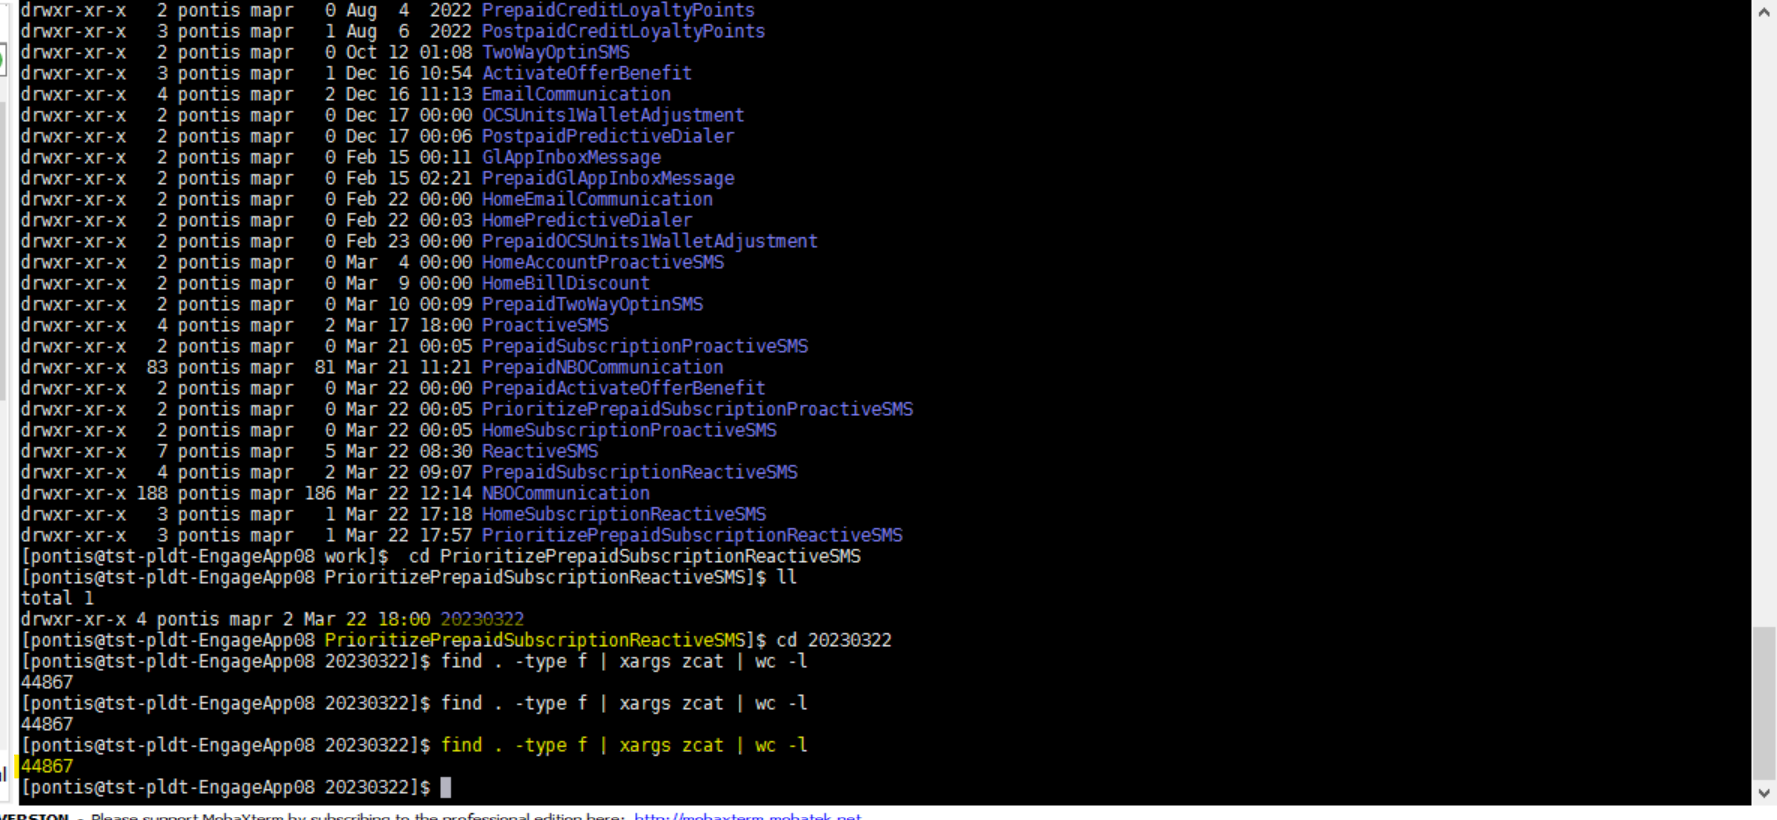 drwxr-xr-x   2 pontis mapr   0 Aug  4  2022 PrepaidCreditLoyaltyPoints
drwxr-xr-x   3 pontis mapr   1 Aug  6  2022 PostpaidCreditLoyaltyPoints
drwxr-xr-x   2 pontis mapr   0 Oct 12 01:08 TwoWayOptinSMS
drwxr-xr-x   3 pontis mapr   1 Dec 16 10:54 ActivateOfferBenefit
drwxr-xr-x   4 pontis mapr   2 Dec 16 11:13 EmailCommunication
drwxr-xr-x   2 pontis mapr   0 Dec 17 00:00 OCSUnits1WalletAdjustment
drwxr-xr-x   2 pontis mapr   0 Dec 17 00:06 PostpaidPredictiveDialer
drwxr-xr-x   2 pontis mapr   0 Feb 15 00:11 GlAppInboxMessage
drwxr-xr-x   2 pontis mapr   0 Feb 15 02:21 PrepaidGlAppInboxMessage
drwxr-xr-x   2 pontis mapr   0 Feb 22 00:00 HomeEmailCommunication
drwxr-xr-x   2 pontis mapr   0 Feb 22 00:03 HomePredictiveDialer
drwxr-xr-x   2 pontis mapr   0 Feb 23 00:00 PrepaidOCSUnits1WalletAdjustment
drwxr-xr-x   2 pontis mapr   0 Mar  4 00:00 HomeAccountProactiveSMS
drwxr-xr-x   2 pontis mapr   0 Mar  9 00:00 HomeBillDiscount
drwxr-xr-x   2 pontis mapr   0 Mar 10 00:09 PrepaidTwoWayOptinSMS
drwxr-xr-x   4 pontis mapr   2 Mar 17 18:00 ProactiveSMS
drwxr-xr-x   2 pontis mapr   0 Mar 21 00:05 PrepaidSubscriptionProactiveSMS
drwxr-xr-x  83 pontis mapr  81 Mar 21 11:21 PrepaidNBOCommunication
drwxr-xr-x   2 pontis mapr   0 Mar 22 00:00 PrepaidActivateOfferBenefit
drwxr-xr-x   2 pontis mapr   0 Mar 22 00:05 PrioritizePrepaidSubscriptionProactiveSMS
drwxr-xr-x   2 pontis mapr   0 Mar 22 00:05 HomeSubscriptionProactiveSMS
drwxr-xr-x   7 pontis mapr   5 Mar 22 08:30 ReactiveSMS
drwxr-xr-x   4 pontis mapr   2 Mar 22 09:07 PrepaidSubscriptionReactiveSMS
drwxr-xr-x 188 pontis mapr 186 Mar 22 12:14 NBOCommunication
drwxr-xr-x   3 pontis mapr   1 Mar 22 17:18 HomeSubscriptionReactiveSMS
drwxr-xr-x   3 pontis mapr   1 Mar 22 17:57 PrioritizePrepaidSubscriptionReactiveSMS
[pontis@tst-pldt-EngageApp08 work]$  cd PrioritizePrepaidSubscriptionReactiveSMS
[pontis@tst-pldt-EngageApp08 PrioritizePrepaidSubscriptionReactiveSMS]$ ll
total 1
drwxr-xr-x 4 pontis mapr 2 Mar 22 18:00 20230322
[pontis@tst-pldt-EngageApp08 PrioritizePrepaidSubscriptionReactiveSMS]$ cd 20230322
[pontis@tst-pldt-EngageApp08 20230322]$ find . -type f | xargs zcat | wc -l
44867
[pontis@tst-pldt-EngageApp08 20230322]$ find . -type f | xargs zcat | wc -l
44867
[pontis@tst-pldt-EngageApp08 20230322]$ find . -type f | xargs zcat | wc -l
44867
[pontis@tst-pldt-EngageApp08 20230322]$
VERSION - Please support MobaXterm by subscribing to the professional edition here: http://mobaxterm.mobatek.net